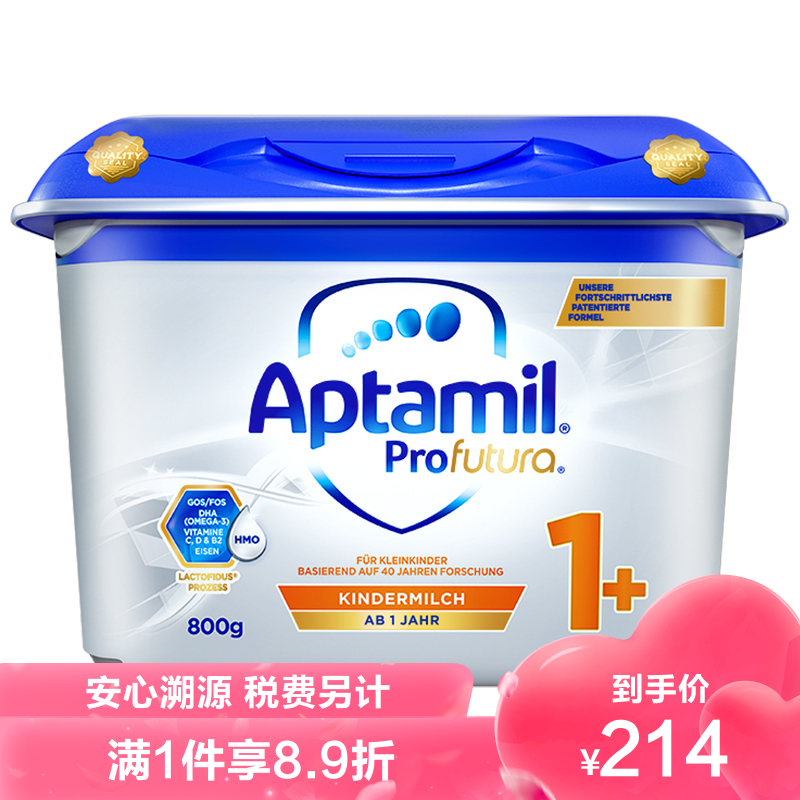 QUALITY
SEAL
QUALITY
SEAL
UNSERE
FORTSCHRITTLICHSTE
PATENTIERTE
FORMEL
Aptamil®
Profutura®
GOS/FOS
DHA
(OMEGA-3)
VITAMINE
C, D & B2
EISEN
HMO
LACTOFIDUS®
PROZESS
1+
FÜR KLEINKINDER
BASIEREND AUF 40 JAHREN FORSCHUNG
KINDERMILCH
AB 1 JAHR
800g
安心溯源 税费另计
满1件享8.9折
到手价
¥214